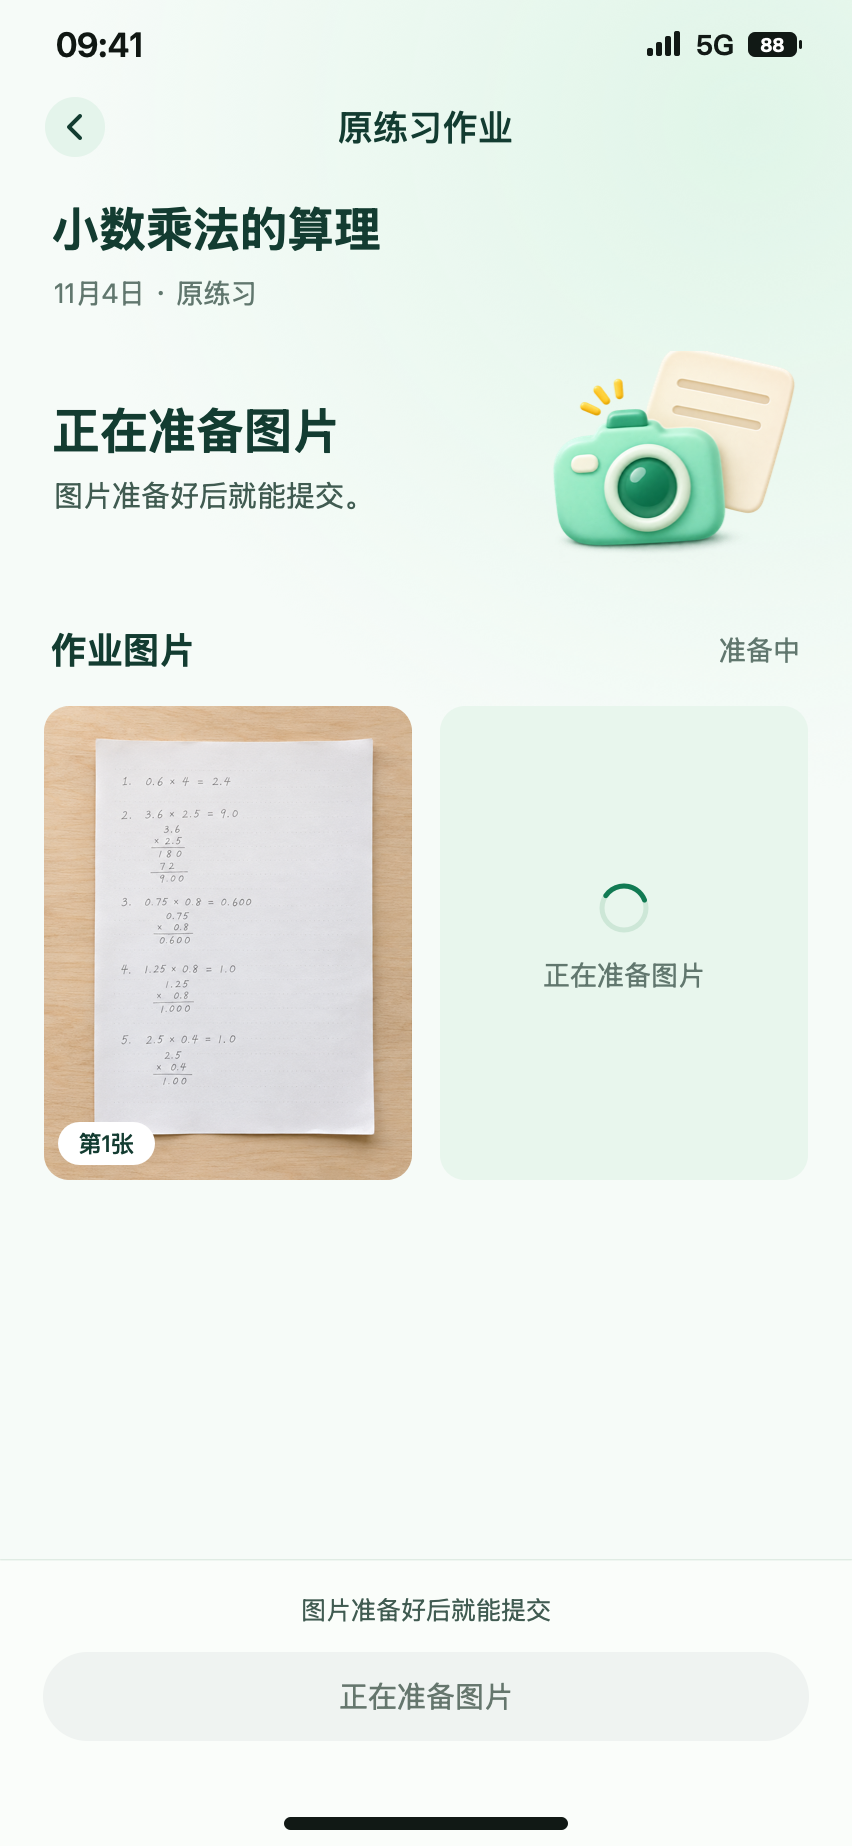 09:41
5G 88
原练习作业
小数乘法的算理
11月4日 · 原练习
正在准备图片
图片准备好后就能提交。
作业图片
准备中
1. 0.6 × 4 = 2.4
2. 3.6 × 2.5 = 9.0
3.6
× 2.5
180
72
9.00
3. 0.75 × 0.8 = 0.600
0.75
× 0.8
0.600
4. 1.25 × 0.8 = 1.0
1.25
× 0.8
1.000
5. 2.5 × 0.4 = 1.0
2.5
× 0.4
1.00
第1张
正在准备图片
图片准备好后就能提交
正在准备图片